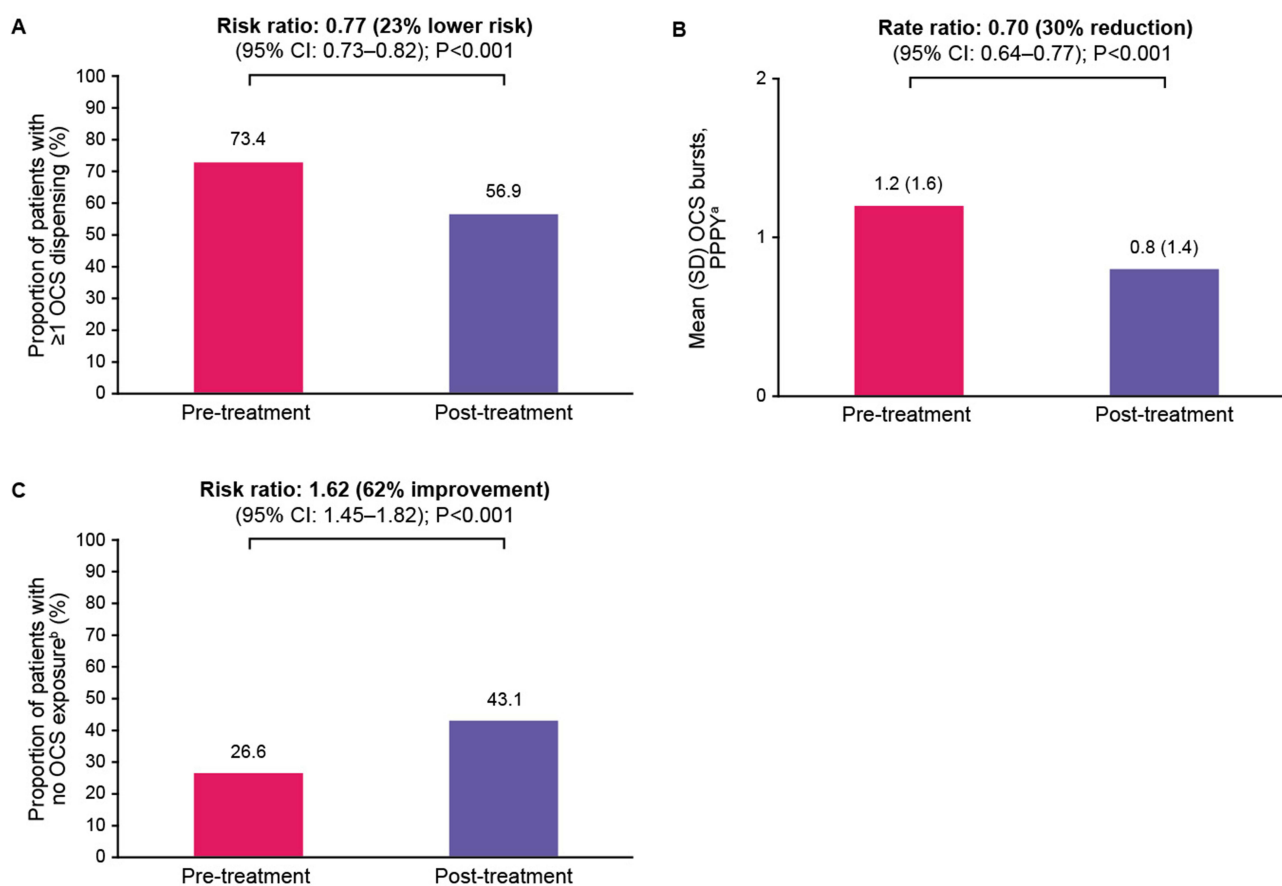 A
Risk ratio: 0.77 (23% lower risk)
(95% CI: 0.73–0.82); P<0.001
Proportion of patients with
≥1 OCS dispensing (%)
100
90
80
70
60
50
40
30
20
10
0
73.4
56.9
Pre-treatment
Post-treatment
B
Rate ratio: 0.70 (30% reduction)
(95% CI: 0.64–0.77); P<0.001
Mean (SD) OCS bursts,
PPPYᵃ
2
1
0
1.2 (1.6)
0.8 (1.4)
Pre-treatment
Post-treatment
C
Risk ratio: 1.62 (62% improvement)
(95% CI: 1.45–1.82); P<0.001
Proportion of patients with
no OCS exposureᵇ (%)
100
90
80
70
60
50
40
30
20
10
0
26.6
43.1
Pre-treatment
Post-treatment